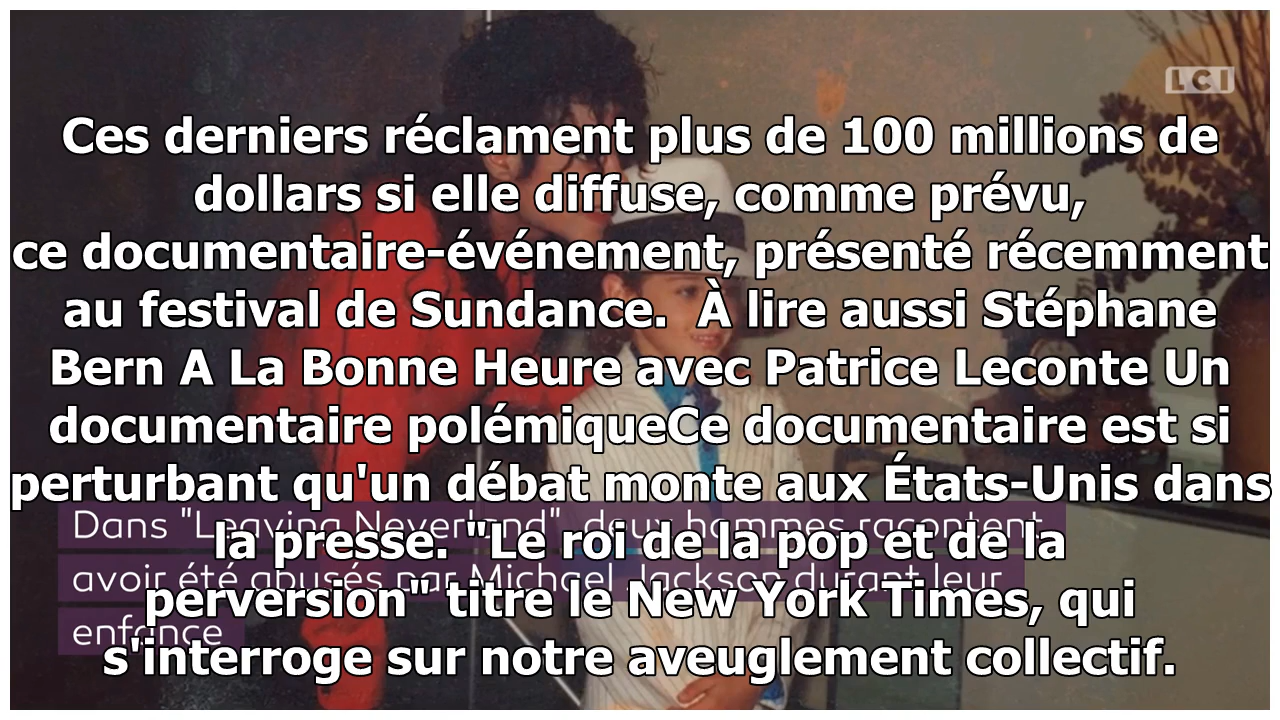 LCI
Ces derniers réclament plus de 100 millions de
dollars si elle diffuse, comme prévu,
ce documentaire-événement, présenté récemment
au festival de Sundance.  À lire aussi Stéphane
Bern A La Bonne Heure avec Patrice Leconte Un
documentaire polémiqueCe documentaire est si
perturbant qu'un débat monte aux États-Unis dans
la presse. "Le roi de la pop et de la
perversion" titre le New York Times, qui
s'interroge sur notre aveuglement collectif.
Dans "Leaving Neverland", deux hommes racontent
avoir été abusés par Michael Jackson durant leur
enfance